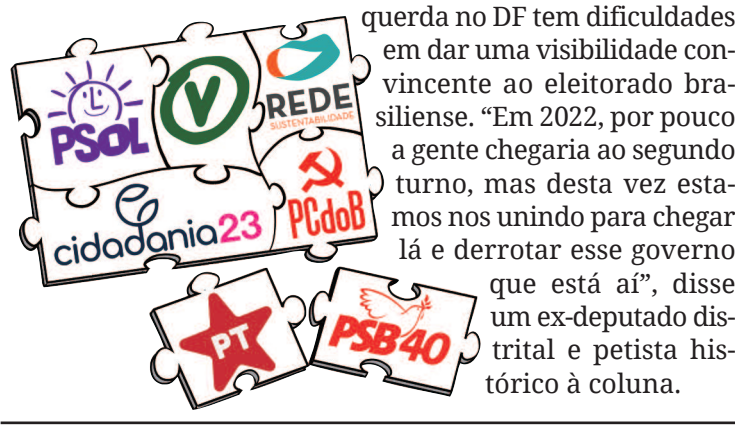 querda no DF tem dificuldades
em dar uma visibilidade con-
vincente ao eleitorado bra-
siliense. “Em 2022, por pouco
a gente chegaria ao segundo
turno, mas desta vez esta-
mos nos unindo para chegar
lá e derrotar esse governo
que está aí”, disse
um ex-deputado dis-
trital e petista his-
tórico à coluna.
PSOL
V
REDE
SUSTENTABILIDADE
cidadania23
PCdoB
PT
PSB40